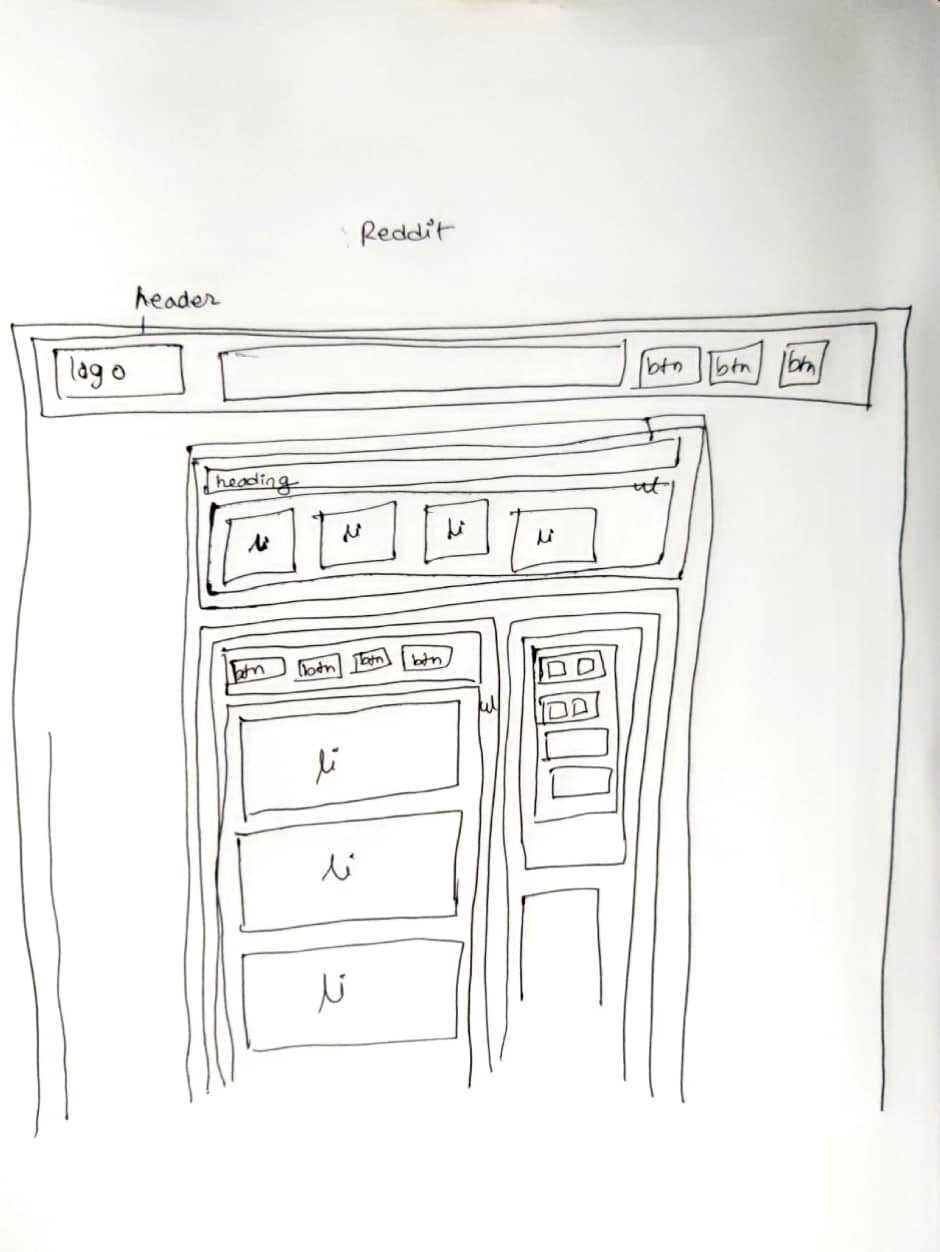 Reddit
header
logo
btn btn btn
heading
ul
li li li li
btn btn btn btn
ul
li
li
li